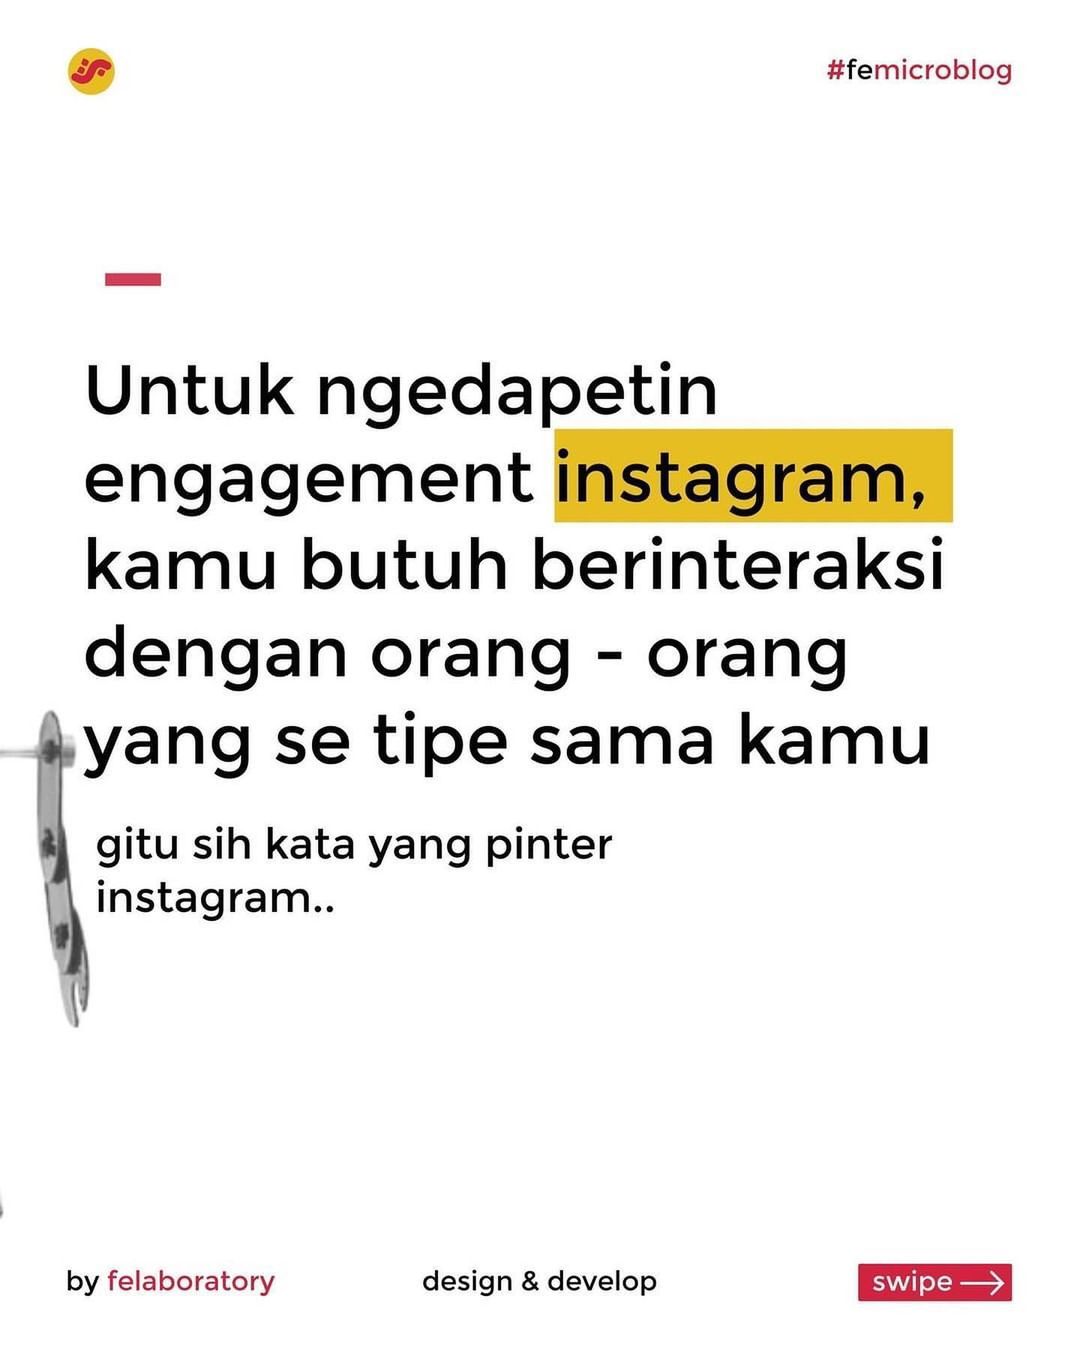 #femicroblog
Untuk ngedapetin
engagement instagram,
kamu butuh berinteraksi
dengan orang - orang
yang se tipe sama kamu
gitu sih kata yang pinter
instagram..
by felaboratory
design & develop
swipe